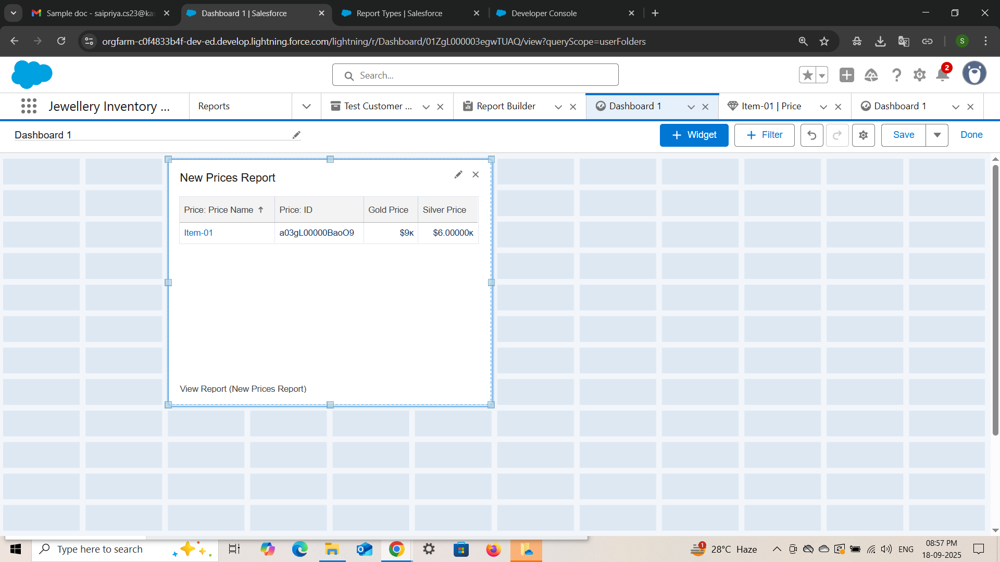 Sample doc - saipriya.cs23@kas
Dashboard 1 | Salesforce
Report Types | Salesforce
Developer Console
orgfarm-c0f4833b4f-dev-ed.develop.lightning.force.com/lightning/r/Dashboard/01ZgL000003egwTUAQ/view?queryScope=userFolders
S
Search...
2
Jewellery Inventory ...
Reports
Test Customer ...
Report Builder
Dashboard 1
Item-01 | Price
Dashboard 1
Dashboard 1
+ Widget
+ Filter
Save
Done
New Prices Report
Price: Price Name ↑ Price: ID Gold Price Silver Price
Item-01 a03gL00000BaoO9 $9ĸ $6.00000ĸ
View Report (New Prices Report)
Type here to search
1
28°C Haze
ENG
08:57 PM
18-09-2025